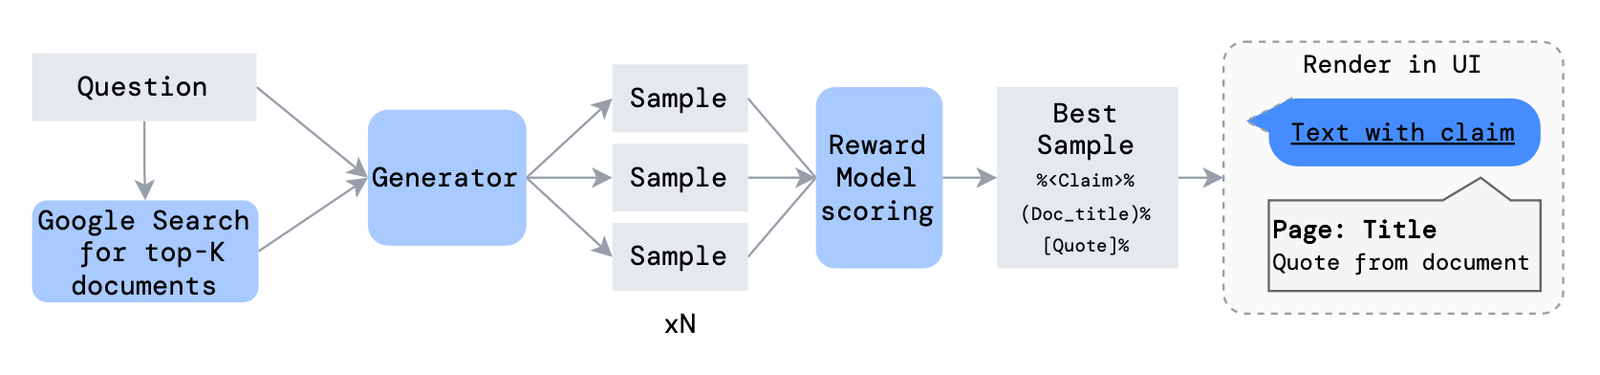 Question
Google Search
for top-K
documents
Generator
Sample
Sample
Sample
xN
Reward
Model
scoring
Best
Sample
%<Claim>%
(Doc_title)%
[Quote]%
Render in UI
Text with claim
Page: Title
Quote from document